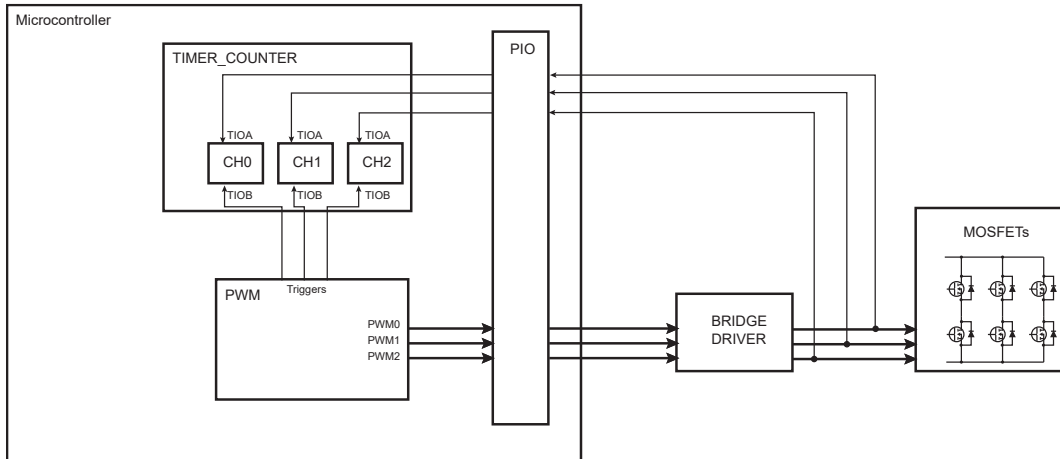 Microcontroller
TIMER_COUNTER
PIO
TIOA
TIOA
TIOA
CH0
CH1
CH2
TIOB
TIOB
TIOB
MOSFETs
Triggers
PWM
PWM0
PWM1
PWM2
BRIDGE
DRIVER